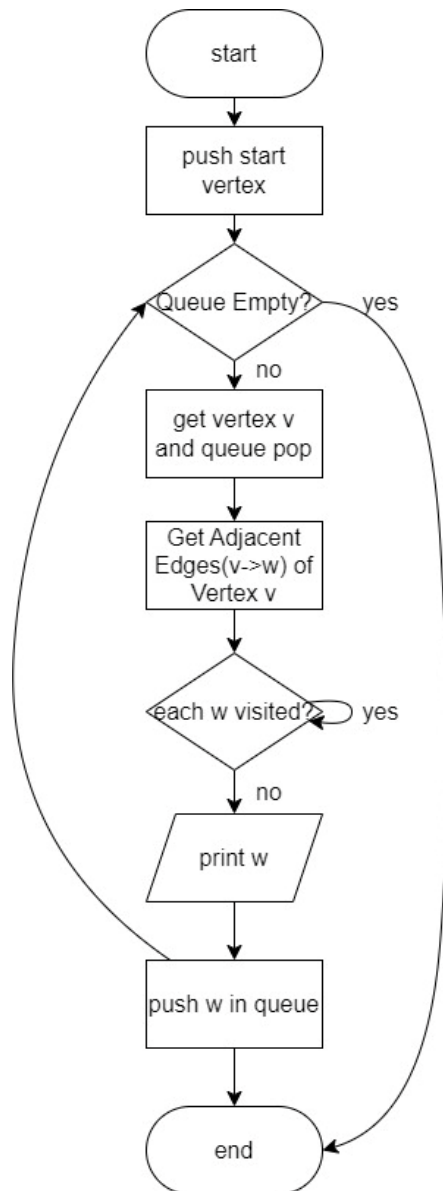 start
push start
vertex
Queue Empty?
yes
no
get vertex v
and queue pop
Get Adjacent
Edges(v->w) of
Vertex v
each w visited?
yes
no
print w
push w in queue
end